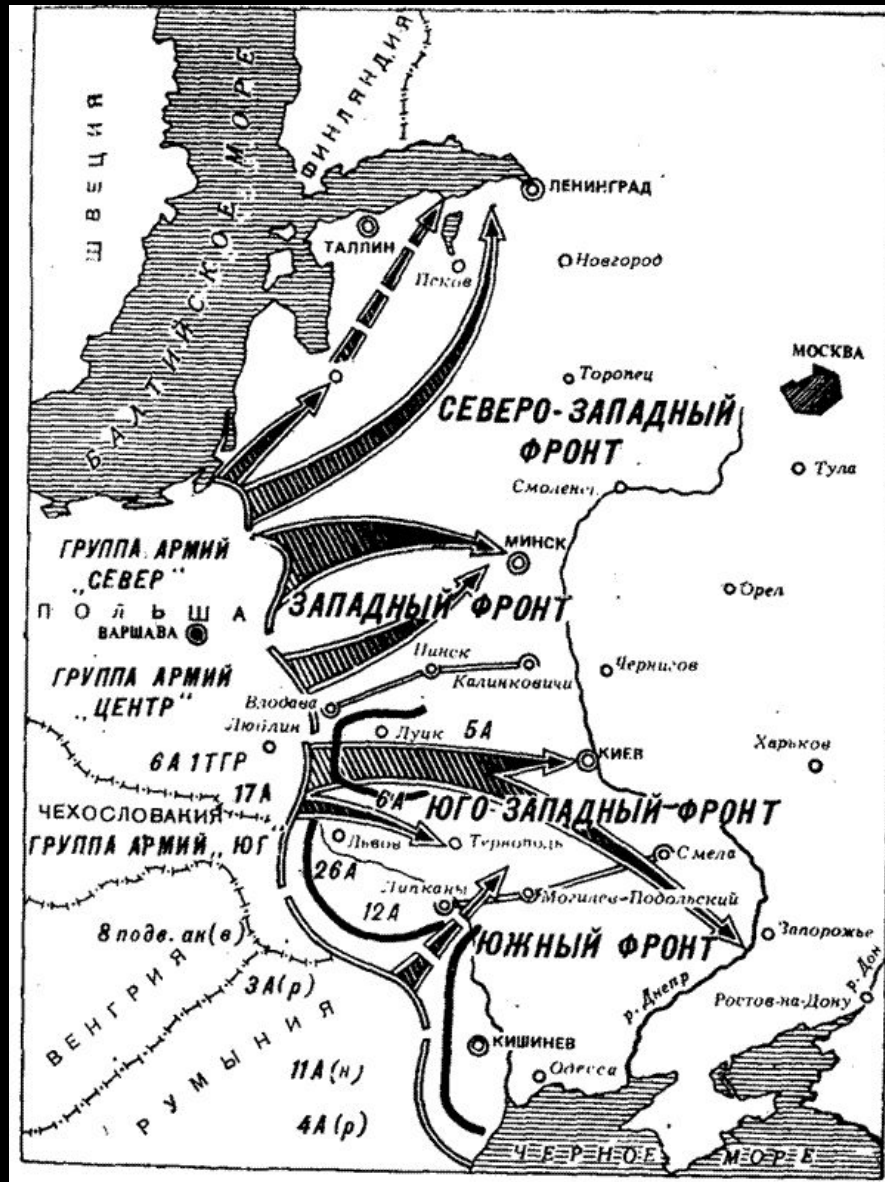 ШВЕЦИЯ
БАЛТИЙСКОЕ МОРЕ
ФИНЛЯНДИЯ
ЛЕНИНГРАД
ТАЛЛИН
Псков
Новгород
МОСКВА
Торопец
СЕВЕРО-ЗАПАДНЫЙ
ФРОНТ
Тула
Смоленск
ГРУППА АРМИЙ
„СЕВЕР"
МИНСК
ПОЛЬША
ВАРШАВА
ЗАПАДНЫЙ ФРОНТ
Орел
ГРУППА АРМИЙ
„ЦЕНТР"
Пинск
Калинковичи
Чернигов
Влодава
Люблин
Луцк
5А
КИЕВ
Харьков
6А 1ТГР
17А
6А
ЮГО-ЗАПАДНЫЙ ФРОНТ
ЧЕХОСЛОВАКИЯ
ГРУППА АРМИЙ „ЮГ"
Львов
Тернополь
Смела
26А
Липканы
12А
Могилев-Подольский
8 подв. ак(в)
ЮЖНЫЙ ФРОНТ
Запорожье
3А(р)
р. Днепр
р. Дон
Ростов-на-Дону
ВЕНГРИЯ
РУМЫНИЯ
КИШИНЕВ
11А(н)
Одесса
4А(р)
ЧЕРНОЕ МОРЕ